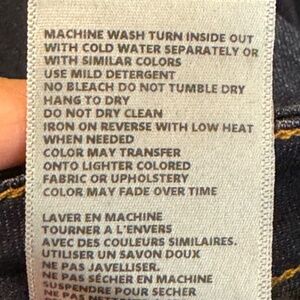 MACHINE WASH TURN INSIDE OUT
WITH COLD WATER SEPARATELY OR
WITH SIMILAR COLORS
USE MILD DETERGENT
NO BLEACH DO NOT TUMBLE DRY
HANG TO DRY
DO NOT DRY CLEAN
IRON ON REVERSE WITH LOW HEAT
WHEN NEEDED
COLOR MAY TRANSFER
ONTO LIGHTER COLORED
FABRIC OR UPHOLSTERY
COLOR MAY FADE OVER TIME
LAVER EN MACHINE
TOURNER A L'ENVERS
AVEC DES COULEURS SIMILAIRES.
UTILISER UN SAVON DOUX
NE PAS JAVELLISER.
NE PAS SÉCHER EN MACHINE
SUSPENDRE POUR SÉCHER
NE PAS